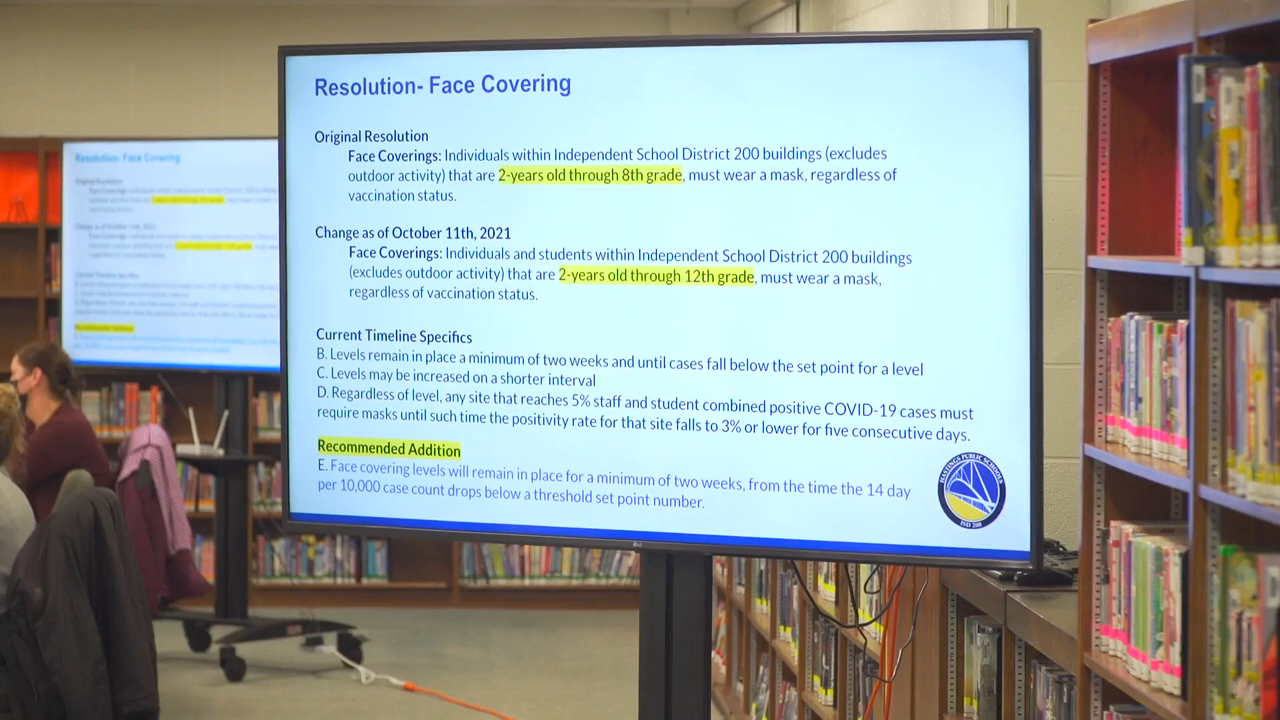 Resolution- Face Covering
Original Resolution
Face Coverings: Individuals within Independent School District 200 buildings (excludes
outdoor activity) that are 2-years old through 8th grade, must wear a mask, regardless of
vaccination status.
Change as of October 11th, 2021
Face Coverings: Individuals and students within Independent School District 200 buildings
(excludes outdoor activity) that are 2-years old through 12th grade, must wear a mask,
regardless of vaccination status.
Current Timeline Specifics
B. Levels remain in place a minimum of two weeks and until cases fall below the set point for a level
C. Levels may be increased on a shorter interval
D. Regardless of level, any site that reaches 5% staff and student combined positive COVID-19 cases must
require masks until such time the positivity rate for that site falls to 3% or lower for five consecutive days.
Recommended Addition
E. Face covering levels will remain in place for a minimum of two weeks, from the time the 14 day
per 10,000 case count drops below a threshold set point number.
HASTINGS PUBLIC SCHOOLS
ISD 200
Resolution- Face Covering